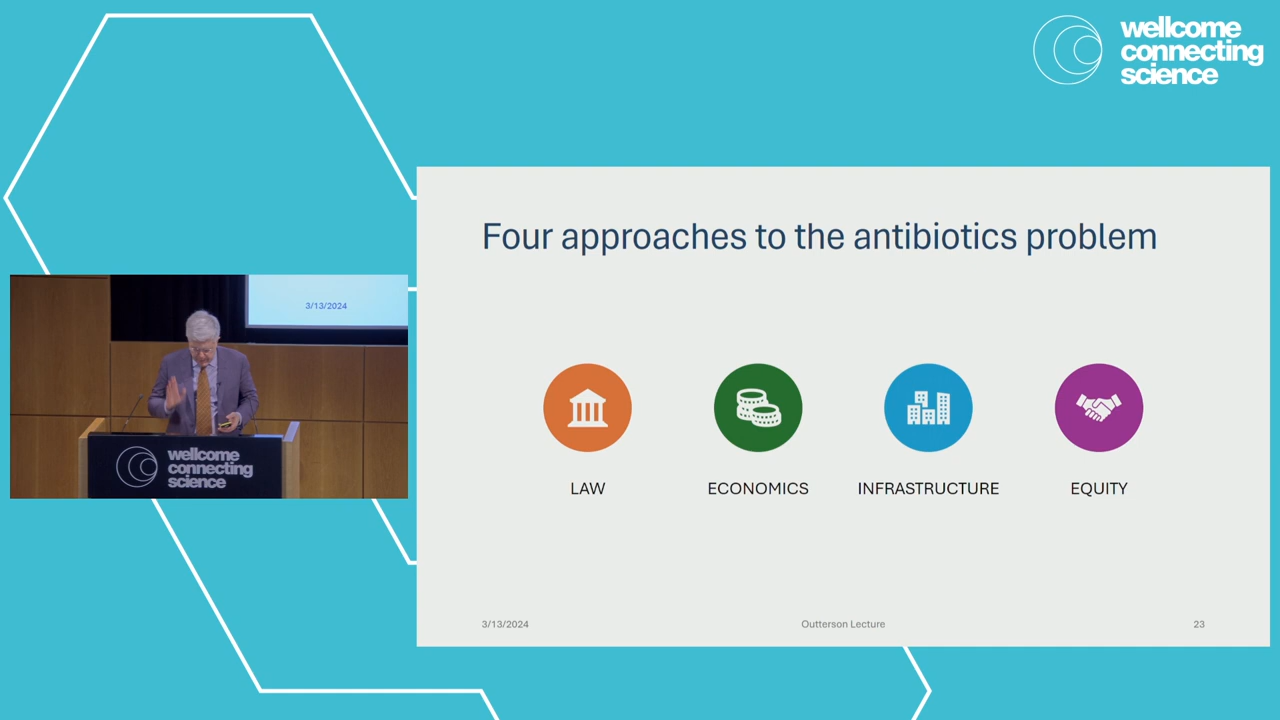 wellcome
connecting
science
Four approaches to the antibiotics problem
3/13/2024
LAW
ECONOMICS
INFRASTRUCTURE
EQUITY
wellcome
connecting
science
3/13/2024
Outterson Lecture
23